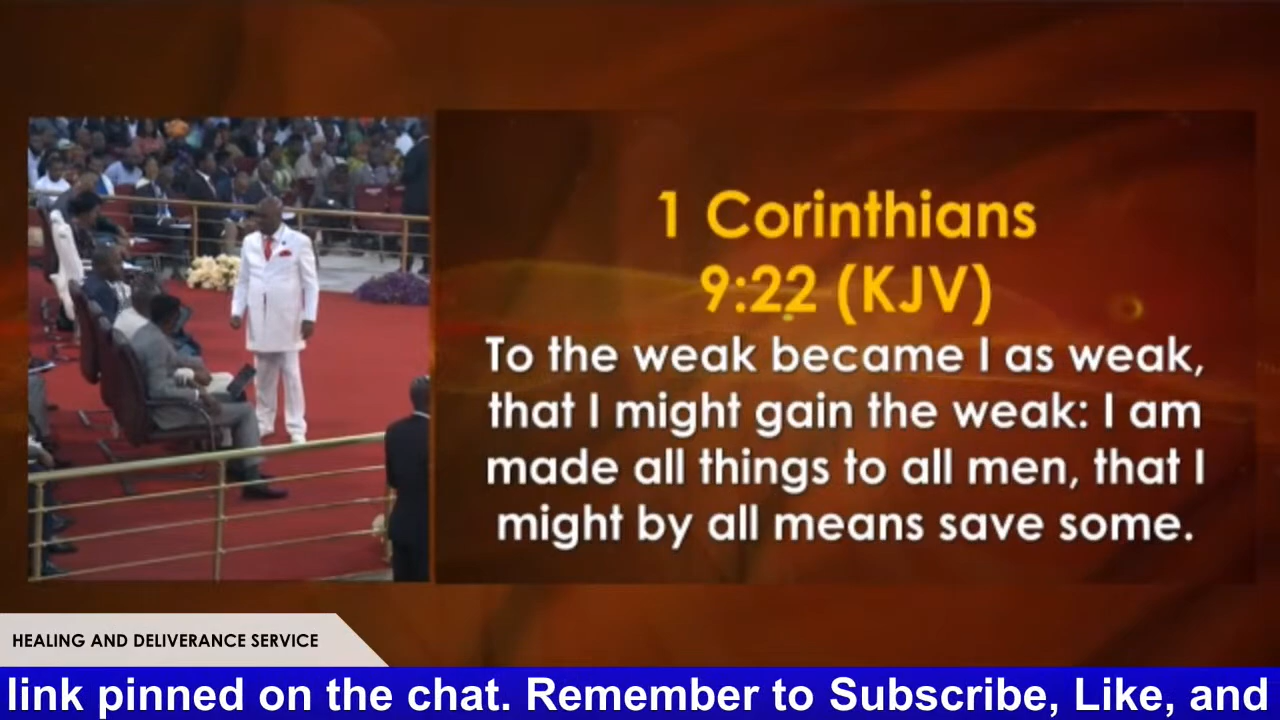 1 Corinthians
9:22 (KJV)
To the weak became I as weak,
that I might gain the weak: I am
made all things to all men, that I
might by all means save some.
HEALING AND DELIVERANCE SERVICE
link pinned on the chat. Remember to Subscribe, Like, and